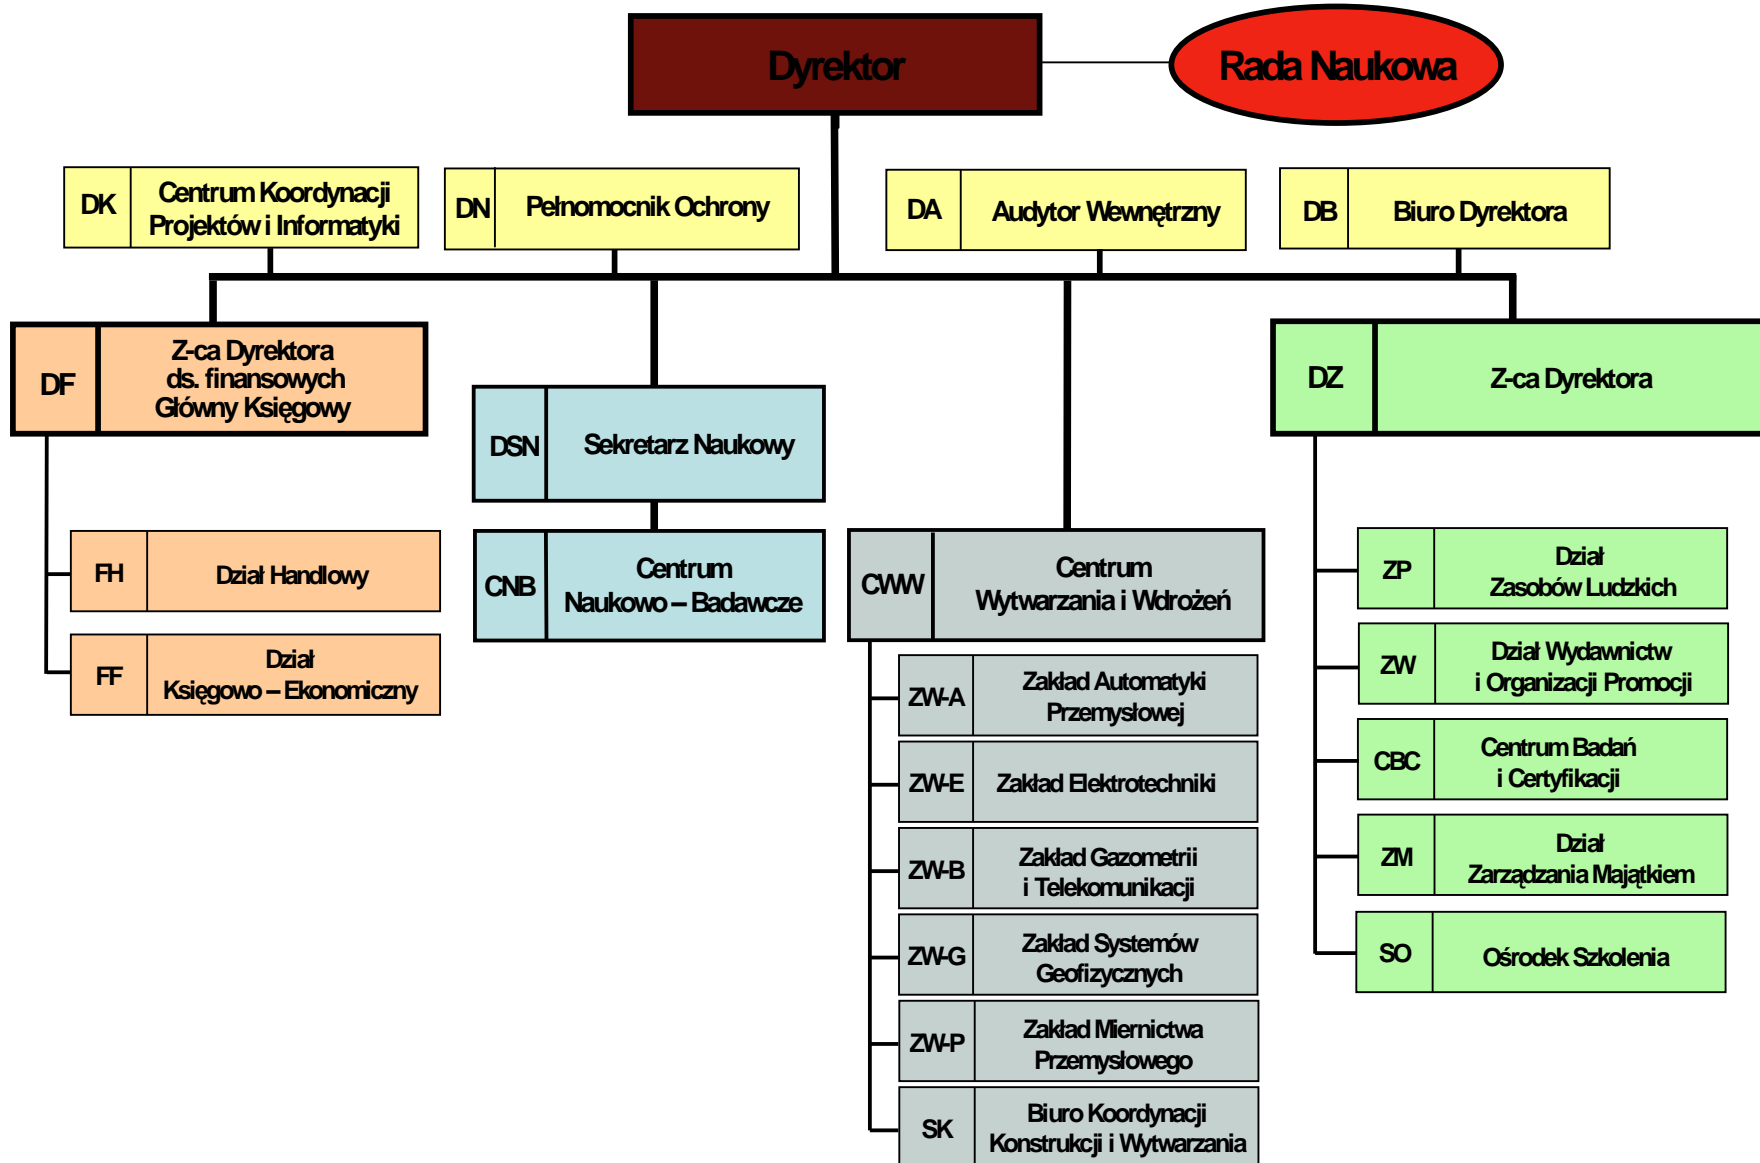 Dyrektor
Rada Naukowa
DK
Centrum Koordynacji
Projektów i Informatyki
DN
Pełnomocnik Ochrony
DA
Audytor Wewnętrzny
DB
Biuro Dyrektora
DF
Z-ca Dyrektora
ds. finansowych
Główny Księgowy
DSN
Sekretarz Naukowy
DZ
Z-ca Dyrektora
FH
Dział Handlowy
FF
Dział
Księgowo – Ekonomiczny
CNB
Centrum
Naukowo – Badawcze
CWW
Centrum
Wytwarzania i Wdrożeń
ZW-A
Zakład Automatyki
Przemysłowej
ZW-E
Zakład Elektrotechniki
ZW-B
Zakład Gazometrii
i Telekomunikacji
ZW-G
Zakład Systemów
Geofizycznych
ZW-P
Zakład Miernictwa
Przemysłowego
SK
Biuro Koordynacji
Konstrukcji i Wytwarzania
ZP
Dział
Zasobów Ludzkich
ZW
Dział Wydawnictw
i Organizacji Promocji
CBC
Centrum Badań
i Certyfikacji
ZM
Dział
Zarządzania Majątkiem
SO
Ośrodek Szkolenia